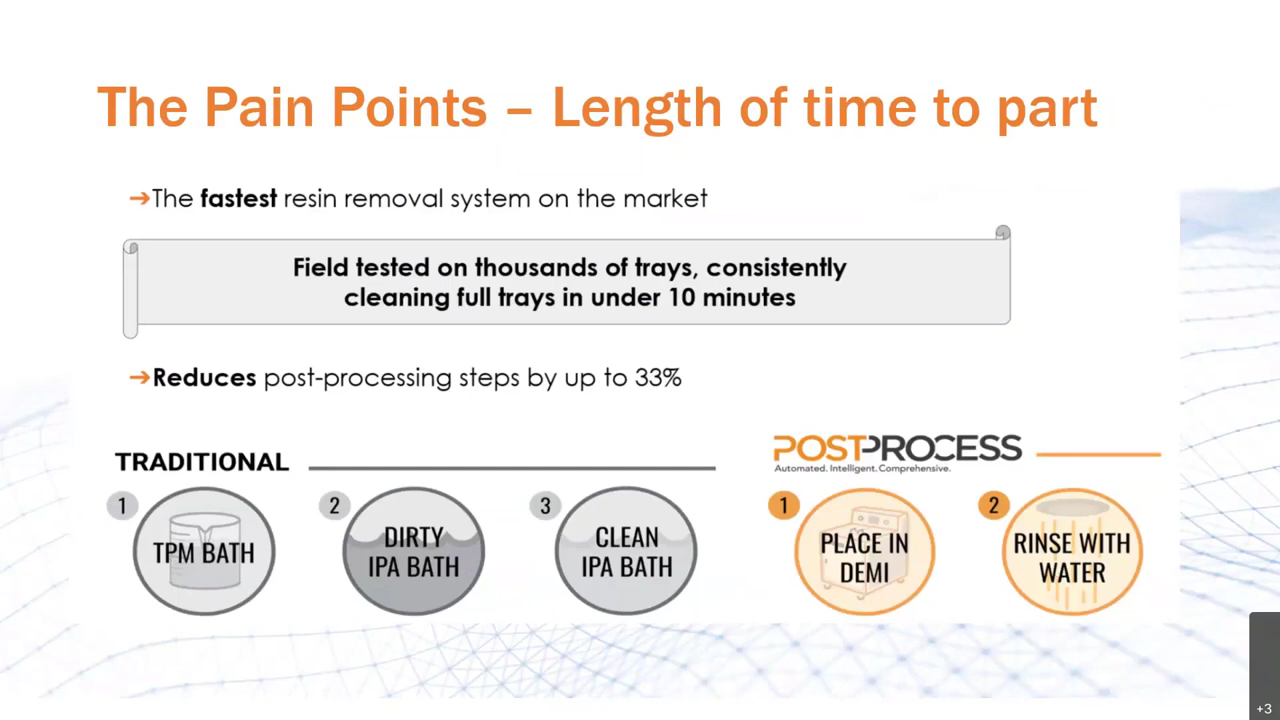 The Pain Points – Length of time to part
➔The fastest resin removal system on the market
Field tested on thousands of trays, consistently
cleaning full trays in under 10 minutes
➔Reduces post-processing steps by up to 33%
TRADITIONAL
POSTPROCESS
Automated. Intelligent. Comprehensive.
1
TPM BATH
2
DIRTY
IPA BATH
3
CLEAN
IPA BATH
1
PLACE IN
DEMI
2
RINSE WITH
WATER
+3